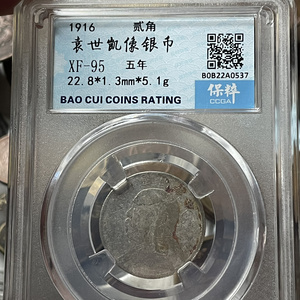 1916 贰角
袁世凯像银币
XF-95 五年
22.8*1.3mm*5.1g
BAO CUI COINS RATING
B0B22A0537
保粹
CCGA